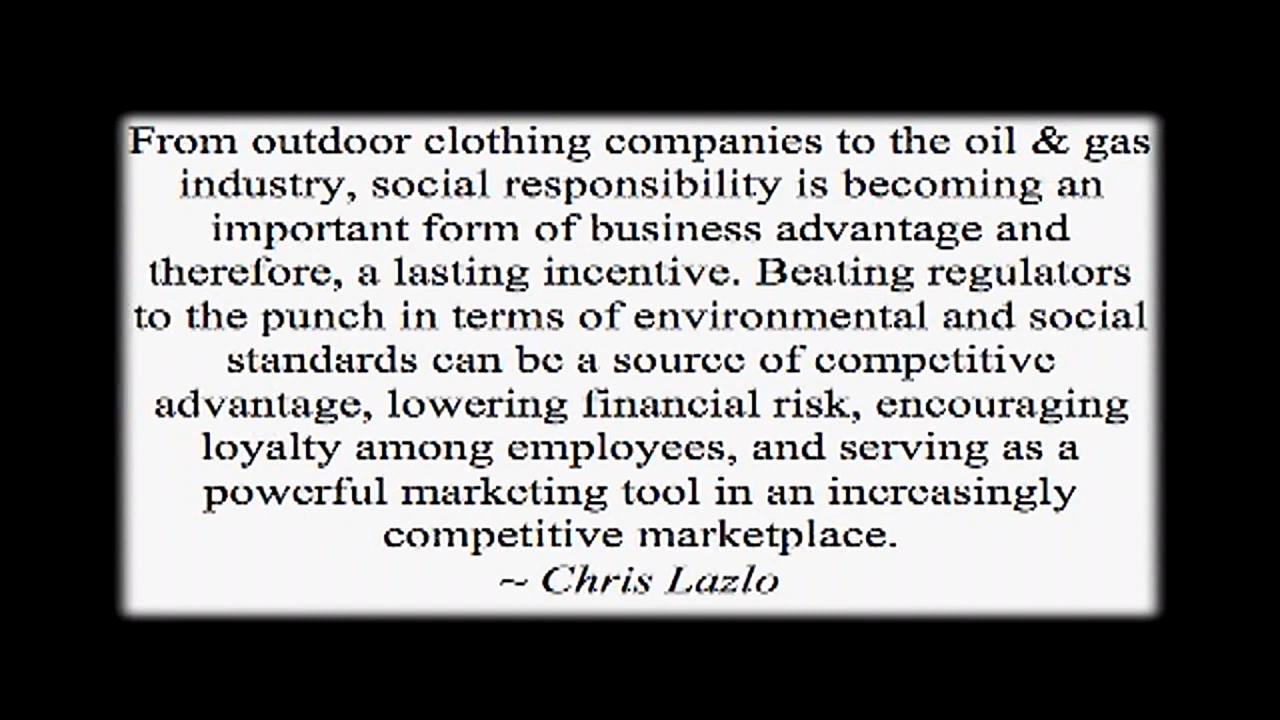 From outdoor clothing companies to the oil & gas
industry, social responsibility is becoming an
important form of business advantage and
therefore, a lasting incentive. Beating regulators
to the punch in terms of environmental and social
standards can be a source of competitive
advantage, lowering financial risk, encouraging
loyalty among employees, and serving as a
powerful marketing tool in an increasingly
competitive marketplace.
~ Chris Lazlo